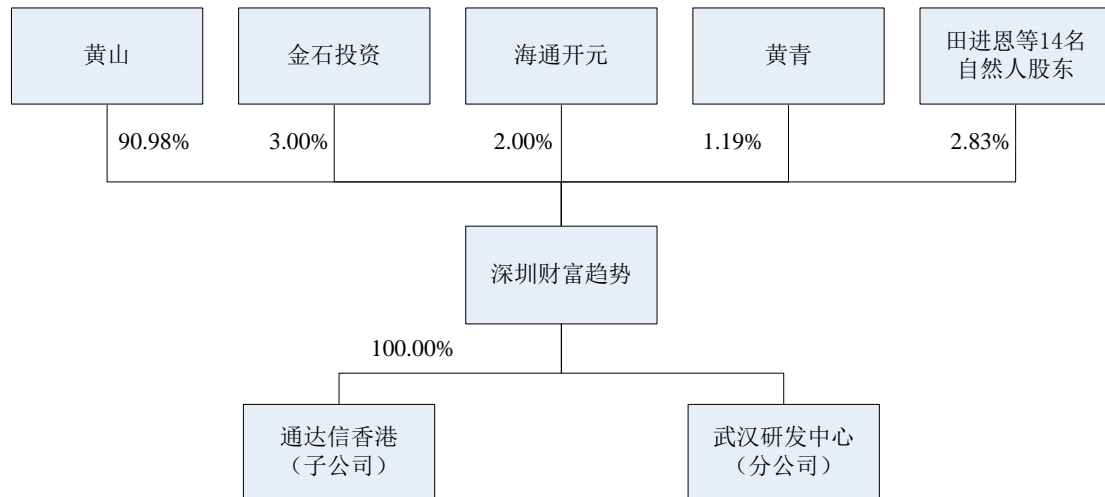 黄山
金石投资
海通开元
黄青
田进恩等14名
自然人股东
90.98%
3.00%
2.00%
1.19%
2.83%
深圳财富趋势
100.00%
通达信香港
（子公司）
武汉研发中心
（分公司）